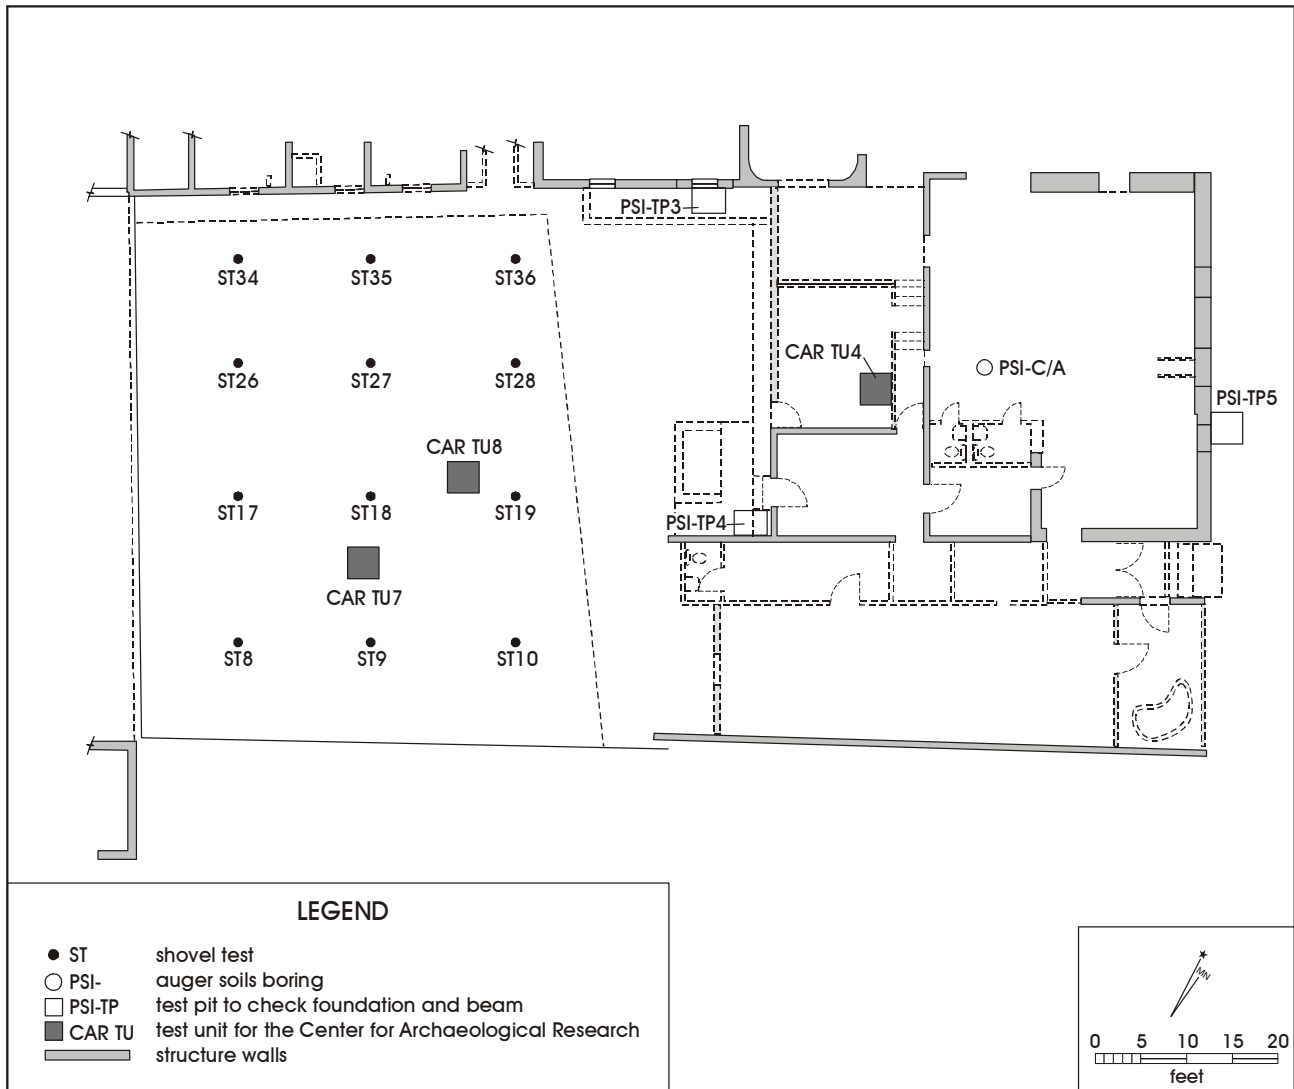 PSI-TP3
ST34 ST35 ST36
CAR TU4
PSI-C/A
ST26 ST27 ST28
PSI-TP5
CAR TU8
ST17 ST18 ST19
PSI-TP4
CAR TU7
ST8 ST9 ST10
LEGEND
ST shovel test
PSI- auger soils boring
PSI-TP test pit to check foundation and beam
CAR TU test unit for the Center for Archaeological Research
structure walls
MN
0 5 10 15 20
feet